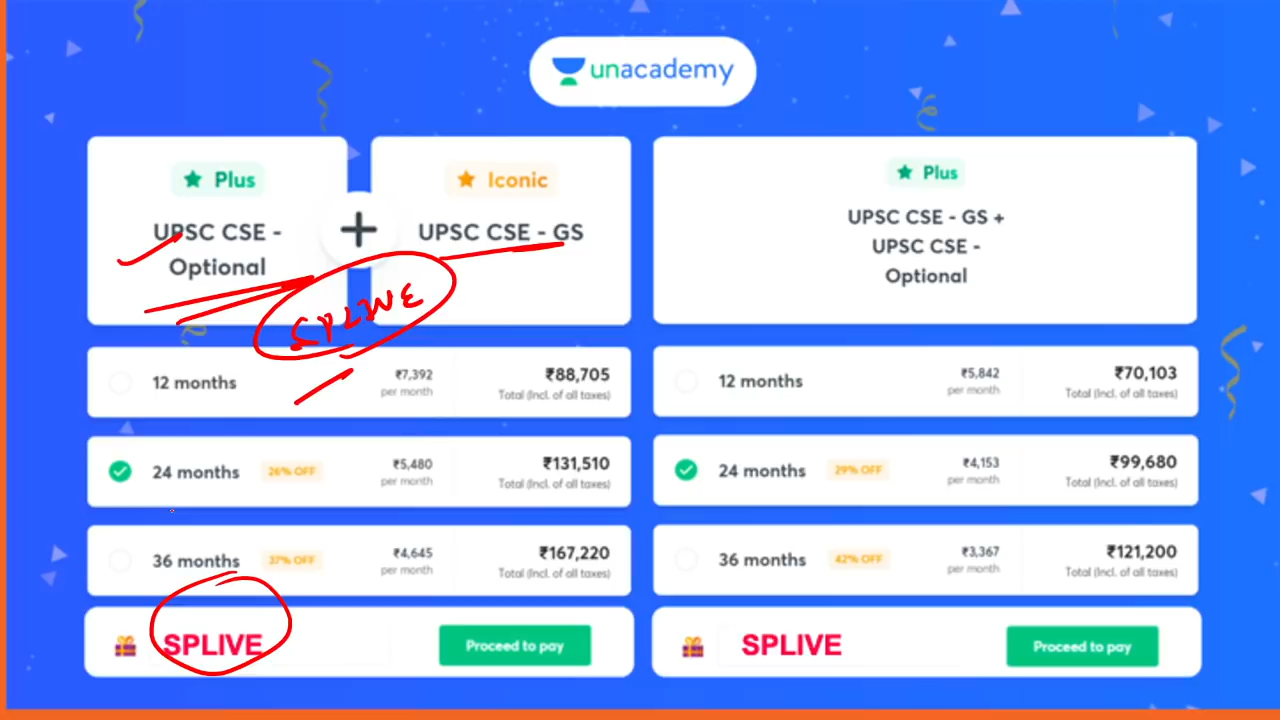 unacademy
Plus
UPSC CSE -
Optional
+
Iconic
UPSC CSE - GS
SPLIVE
12 months
₹7,392
per month
₹88,705
Total (Incl. of all taxes)
24 months
26% OFF
₹5,480
per month
₹131,510
Total (Incl. of all taxes)
36 months
37% OFF
₹4,645
per month
₹167,220
Total (Incl. of all taxes)
SPLIVE
Proceed to pay
Plus
UPSC CSE - GS +
UPSC CSE -
Optional
12 months
₹5,842
per month
₹70,103
Total (Incl. of all taxes)
24 months
29% OFF
₹4,153
per month
₹99,680
Total (Incl. of all taxes)
36 months
42% OFF
₹3,367
per month
₹121,200
Total (Incl. of all taxes)
SPLIVE
Proceed to pay